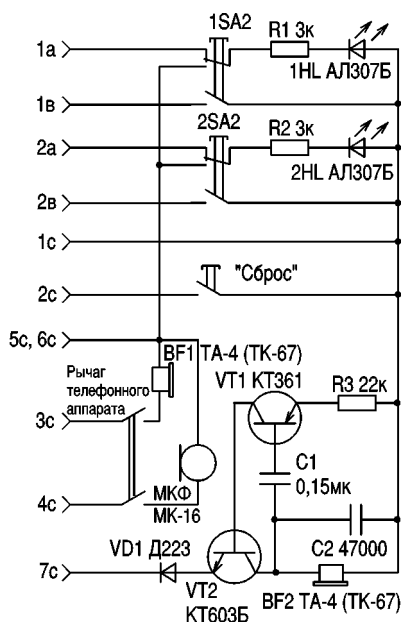 1SA2
R1 3к
1а
1HL АЛ307Б
1в
2SA2
R2 3к
2а
2HL АЛ307Б
2в
1с
2с
"Сброс"
5с, 6с
BF1 ТА-4 (ТК-67)
Рычаг
телефонного
аппарата
VT1 КТ361
R3 22к
3с
C1
0,15мк
4с
МКФ
МК-16
VD1 Д223
C2 47000
7с
VT2
КТ603Б
BF2 ТА-4 (ТК-67)